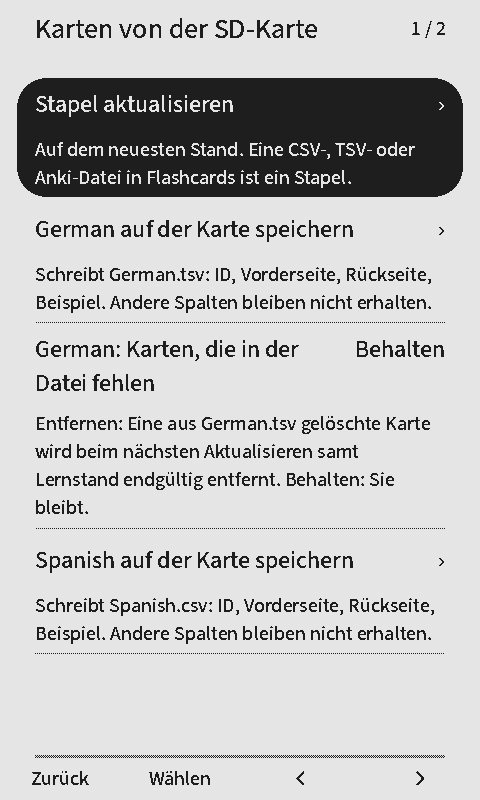 Karten von der SD-Karte 1 / 2
Stapel aktualisieren ›
Auf dem neuesten Stand. Eine CSV-, TSV- oder
Anki-Datei in Flashcards ist ein Stapel.
German auf der Karte speichern ›
Schreibt German.tsv: ID, Vorderseite, Rückseite,
Beispiel. Andere Spalten bleiben nicht erhalten.
German: Karten, die in der Behalten
Datei fehlen
Entfernen: Eine aus German.tsv gelöschte Karte
wird beim nächsten Aktualisieren samt
Lernstand endgültig entfernt. Behalten: Sie
bleibt.
Spanish auf der Karte speichern ›
Schreibt Spanish.csv: ID, Vorderseite, Rückseite,
Beispiel. Andere Spalten bleiben nicht erhalten.
Zurück Wählen ‹ ›